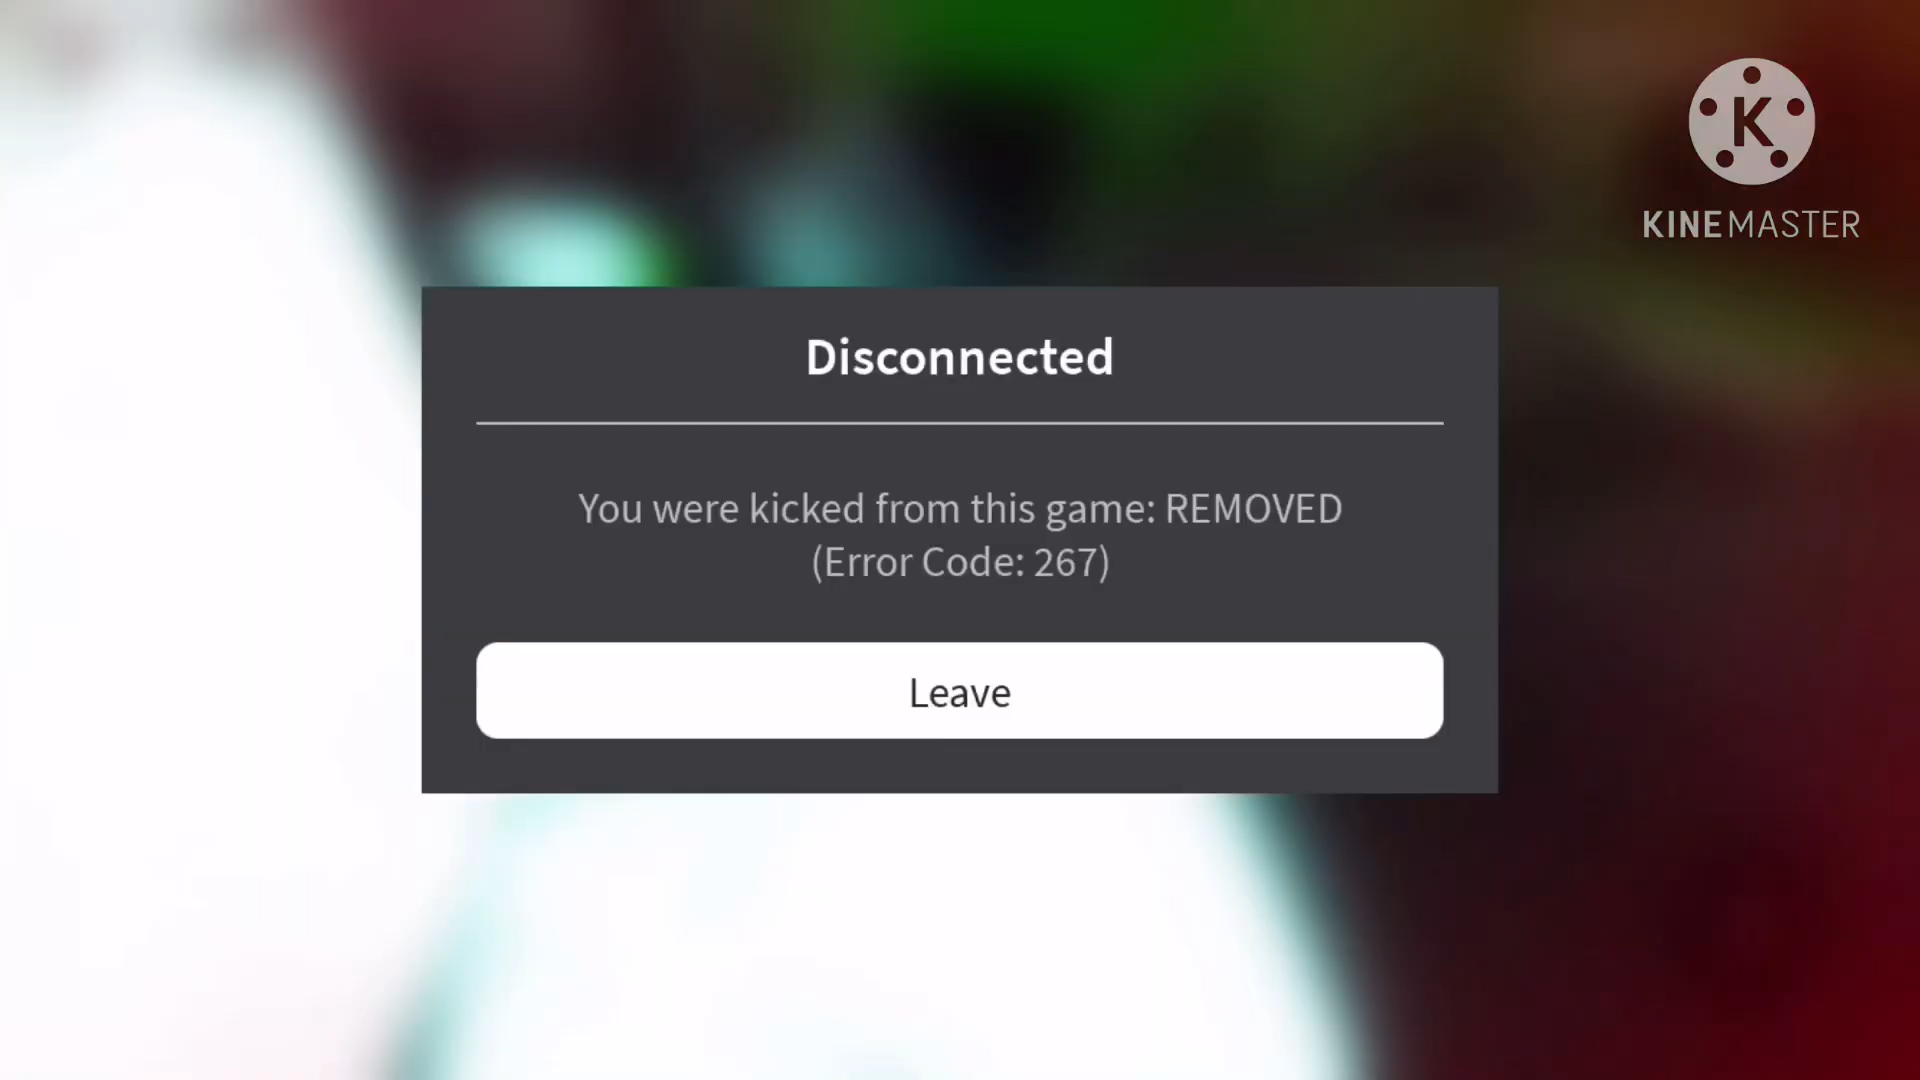 K
KINEMASTER
Disconnected
You were kicked from this game: REMOVED
(Error Code: 267)
Leave